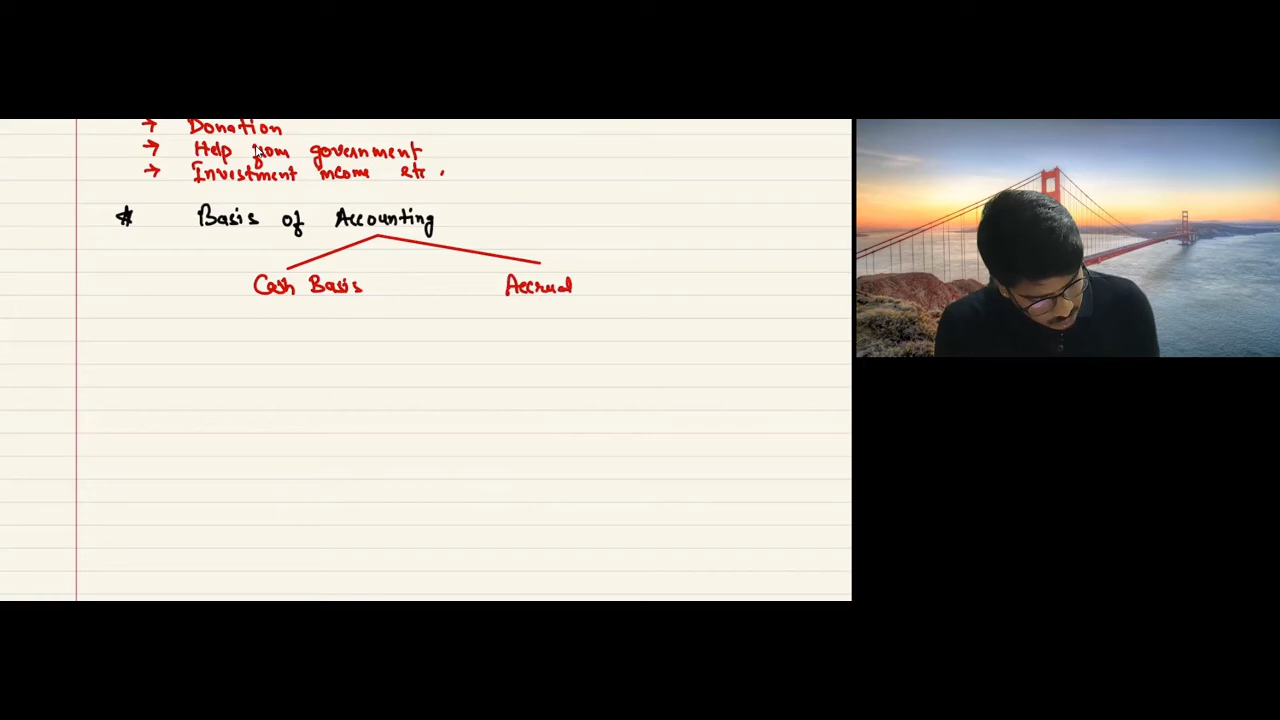 → Donation
→ Help from government
→ Investment income etc.
* Basis of Accounting
Cash Basis Accrual